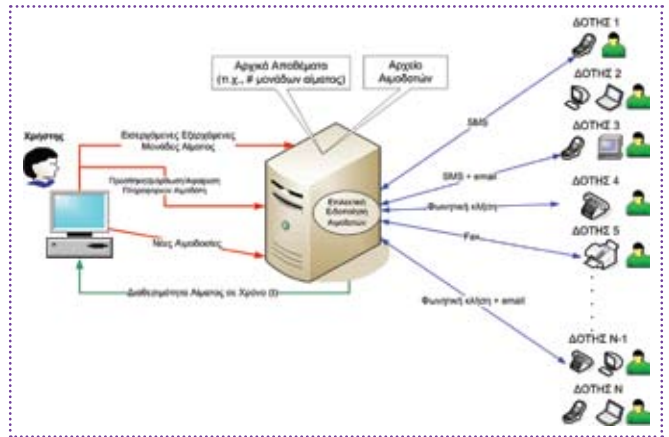 Αρχικά Αποθέματα
(π.χ., # μονάδων αίματος)
Αρχείο
Αιμοδοτών
Χρήστης
Εισερχόμενες Εξερχόμενες
Μονάδες Αίματος
Προσθήκη/Διόρθωση/Αφαίρεση
Πληροφοριών Αιμοδότη
Νέες Αιμοδοσίες
Διαθεσιμότητα Αίματος σε Χρόνο (t)
Επιλεκτική
Ειδοποίηση
Αιμοδοτών
SMS
SMS + email
Φωνητική κλήση
Fax
Φωνητική κλήση + email
ΔΟΤΗΣ 1
ΔΟΤΗΣ 2
ΔΟΤΗΣ 3
ΔΟΤΗΣ 4
ΔΟΤΗΣ 5
ΔΟΤΗΣ N-1
ΔΟΤΗΣ N